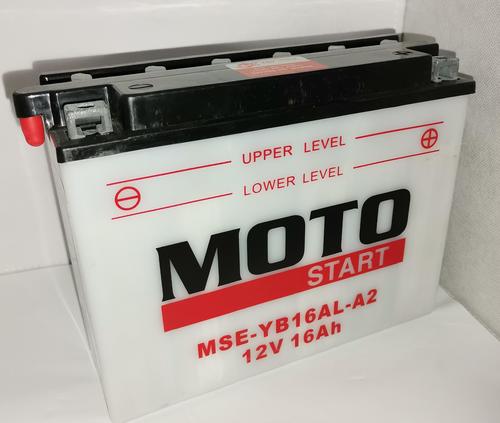 UPPER LEVEL
LOWER LEVEL
MOTO
START
MSE-YB16AL-A2
12V 16Ah